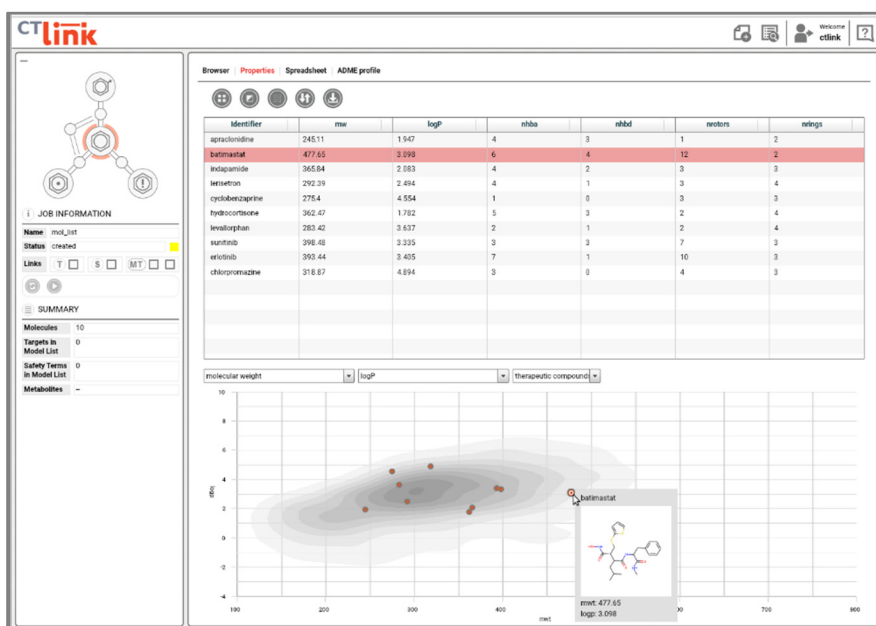 CTlink
Welcome
ctlink
Browser | Properties | Spreadsheet | ADME profile
Identifier mw logP nhba nhbd nrotors nrings
apraclonidine 245.11 1.947 4 3 1 2
batimastat 477.65 3.098 6 4 12 2
indapamide 365.84 2.083 4 2 3 3
lerisetron 292.39 2.494 4 1 3 4
cyclobenzaprine 275.4 4.554 1 0 3 3
hydrocortisone 362.47 1.782 5 3 2 4
levallorphan 283.42 3.637 2 1 2 4
sunitinib 398.48 3.335 3 3 7 3
erlotinib 393.44 3.405 7 1 10 3
chlorpromazine 318.87 4.894 3 0 4 3
i JOB INFORMATION
Name mol_list
Status created
Links T S MT
SUMMARY
Molecules 10
Targets in
Model List 0
Safety Terms
in Model List 0
Metabolites –
molecular weight logP therapeutic compound
10
8
6
4
2
0
-2
-4
logp
100 200 300 400 600 700 800
mwt
batimastat
mwt: 477.65
logp: 3.098